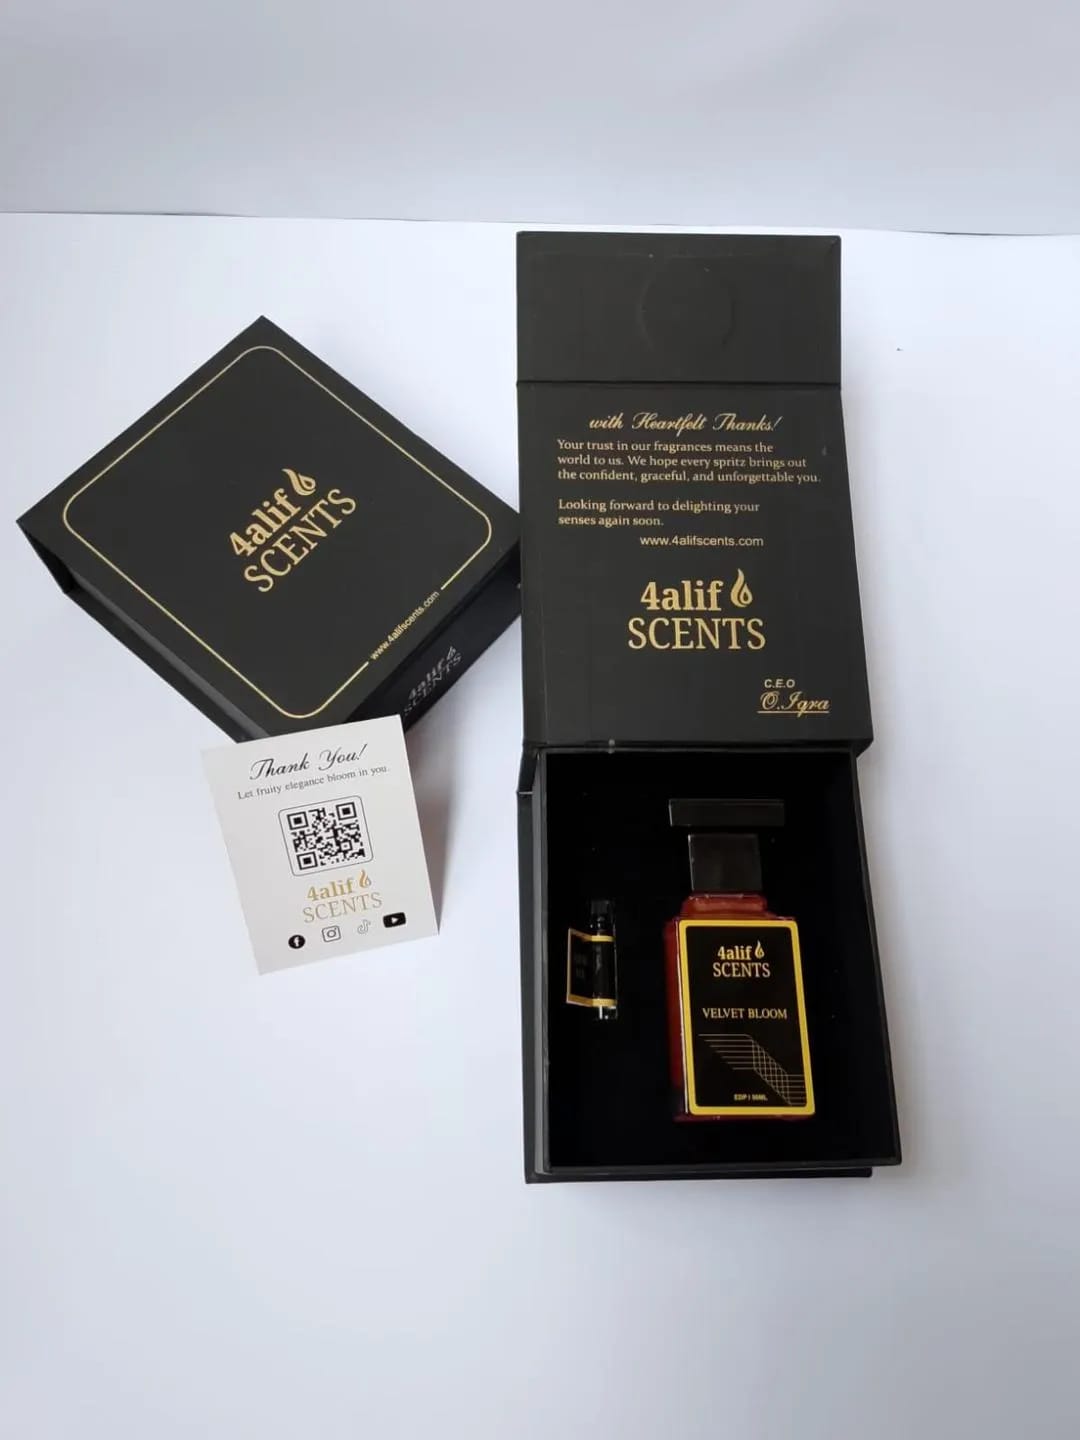 4alif
SCENTS
www.4alifscents.com
4alif
SCENTS
with Heartfelt Thanks!
Your trust in our fragrances means the
world to us. We hope every spritz brings out
the confident, graceful, and unforgettable you.
Looking forward to delighting your
senses again soon.
www.4alifscents.com
4alif
SCENTS
C.E.O
O.Iqra
Thank You!
Let fruity elegance bloom in you.
4alif
SCENTS
4alif
SCENTS
VELVET BLOOM
EDP | 50ML